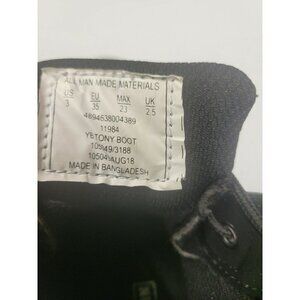 ALL MAN MADE MATERIALS
US EU MAX UK
3 35 23 2.5
4894638004389
11984
YETONY BOOT
10549/3188
10504\AUG18
MADE IN BANGLADESH